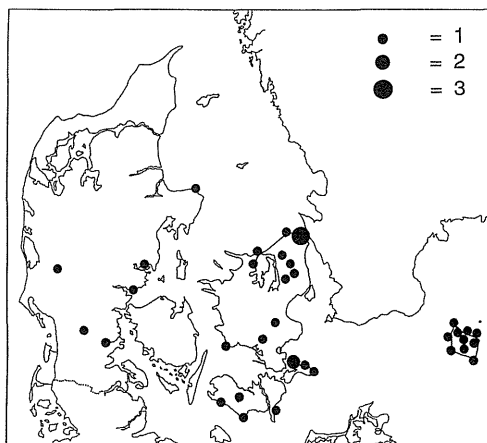 = 1
= 2
= 3